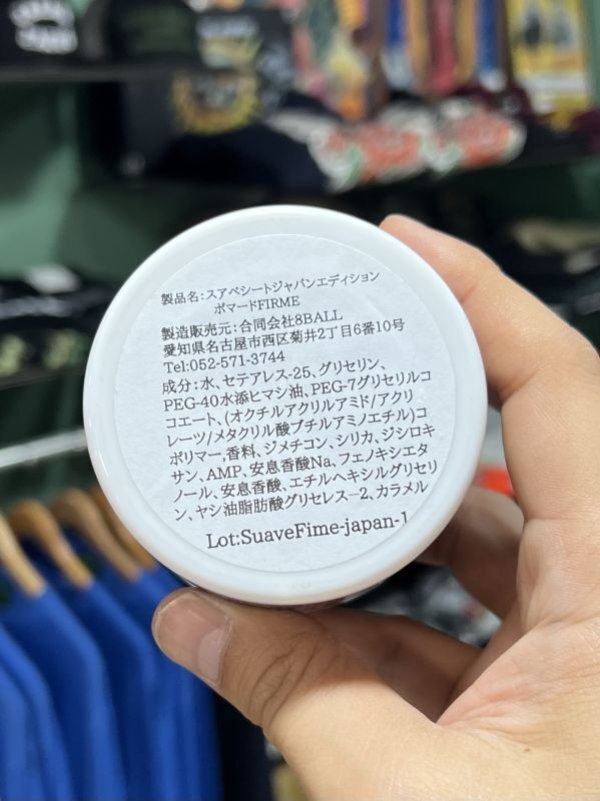 製品名:スアベシートジャパンエディション
ポマードFIRME
製造販売元:合同会社8BALL
愛知県名古屋市西区菊井2丁目6番10号
Tel:052-571-3744
成分:水、セテアレス-25、グリセリン、
PEG-40水添ヒマシ油、PEG-7グリセリルコ
コエート、(オクチルアクリルアミド/アクリ
レーツ/メタクリル酸ブチルアミノエチル)コ
ポリマー,香料、ジメチコン、シリカ、ジシロキ
サン、AMP、安息香酸Na、フェノキシエタ
ノール、安息香酸、エチルヘキシルグリセリ
ン、ヤシ油脂肪酸グリセレス-2、カラメル
Lot:SuaveFime-japan-1